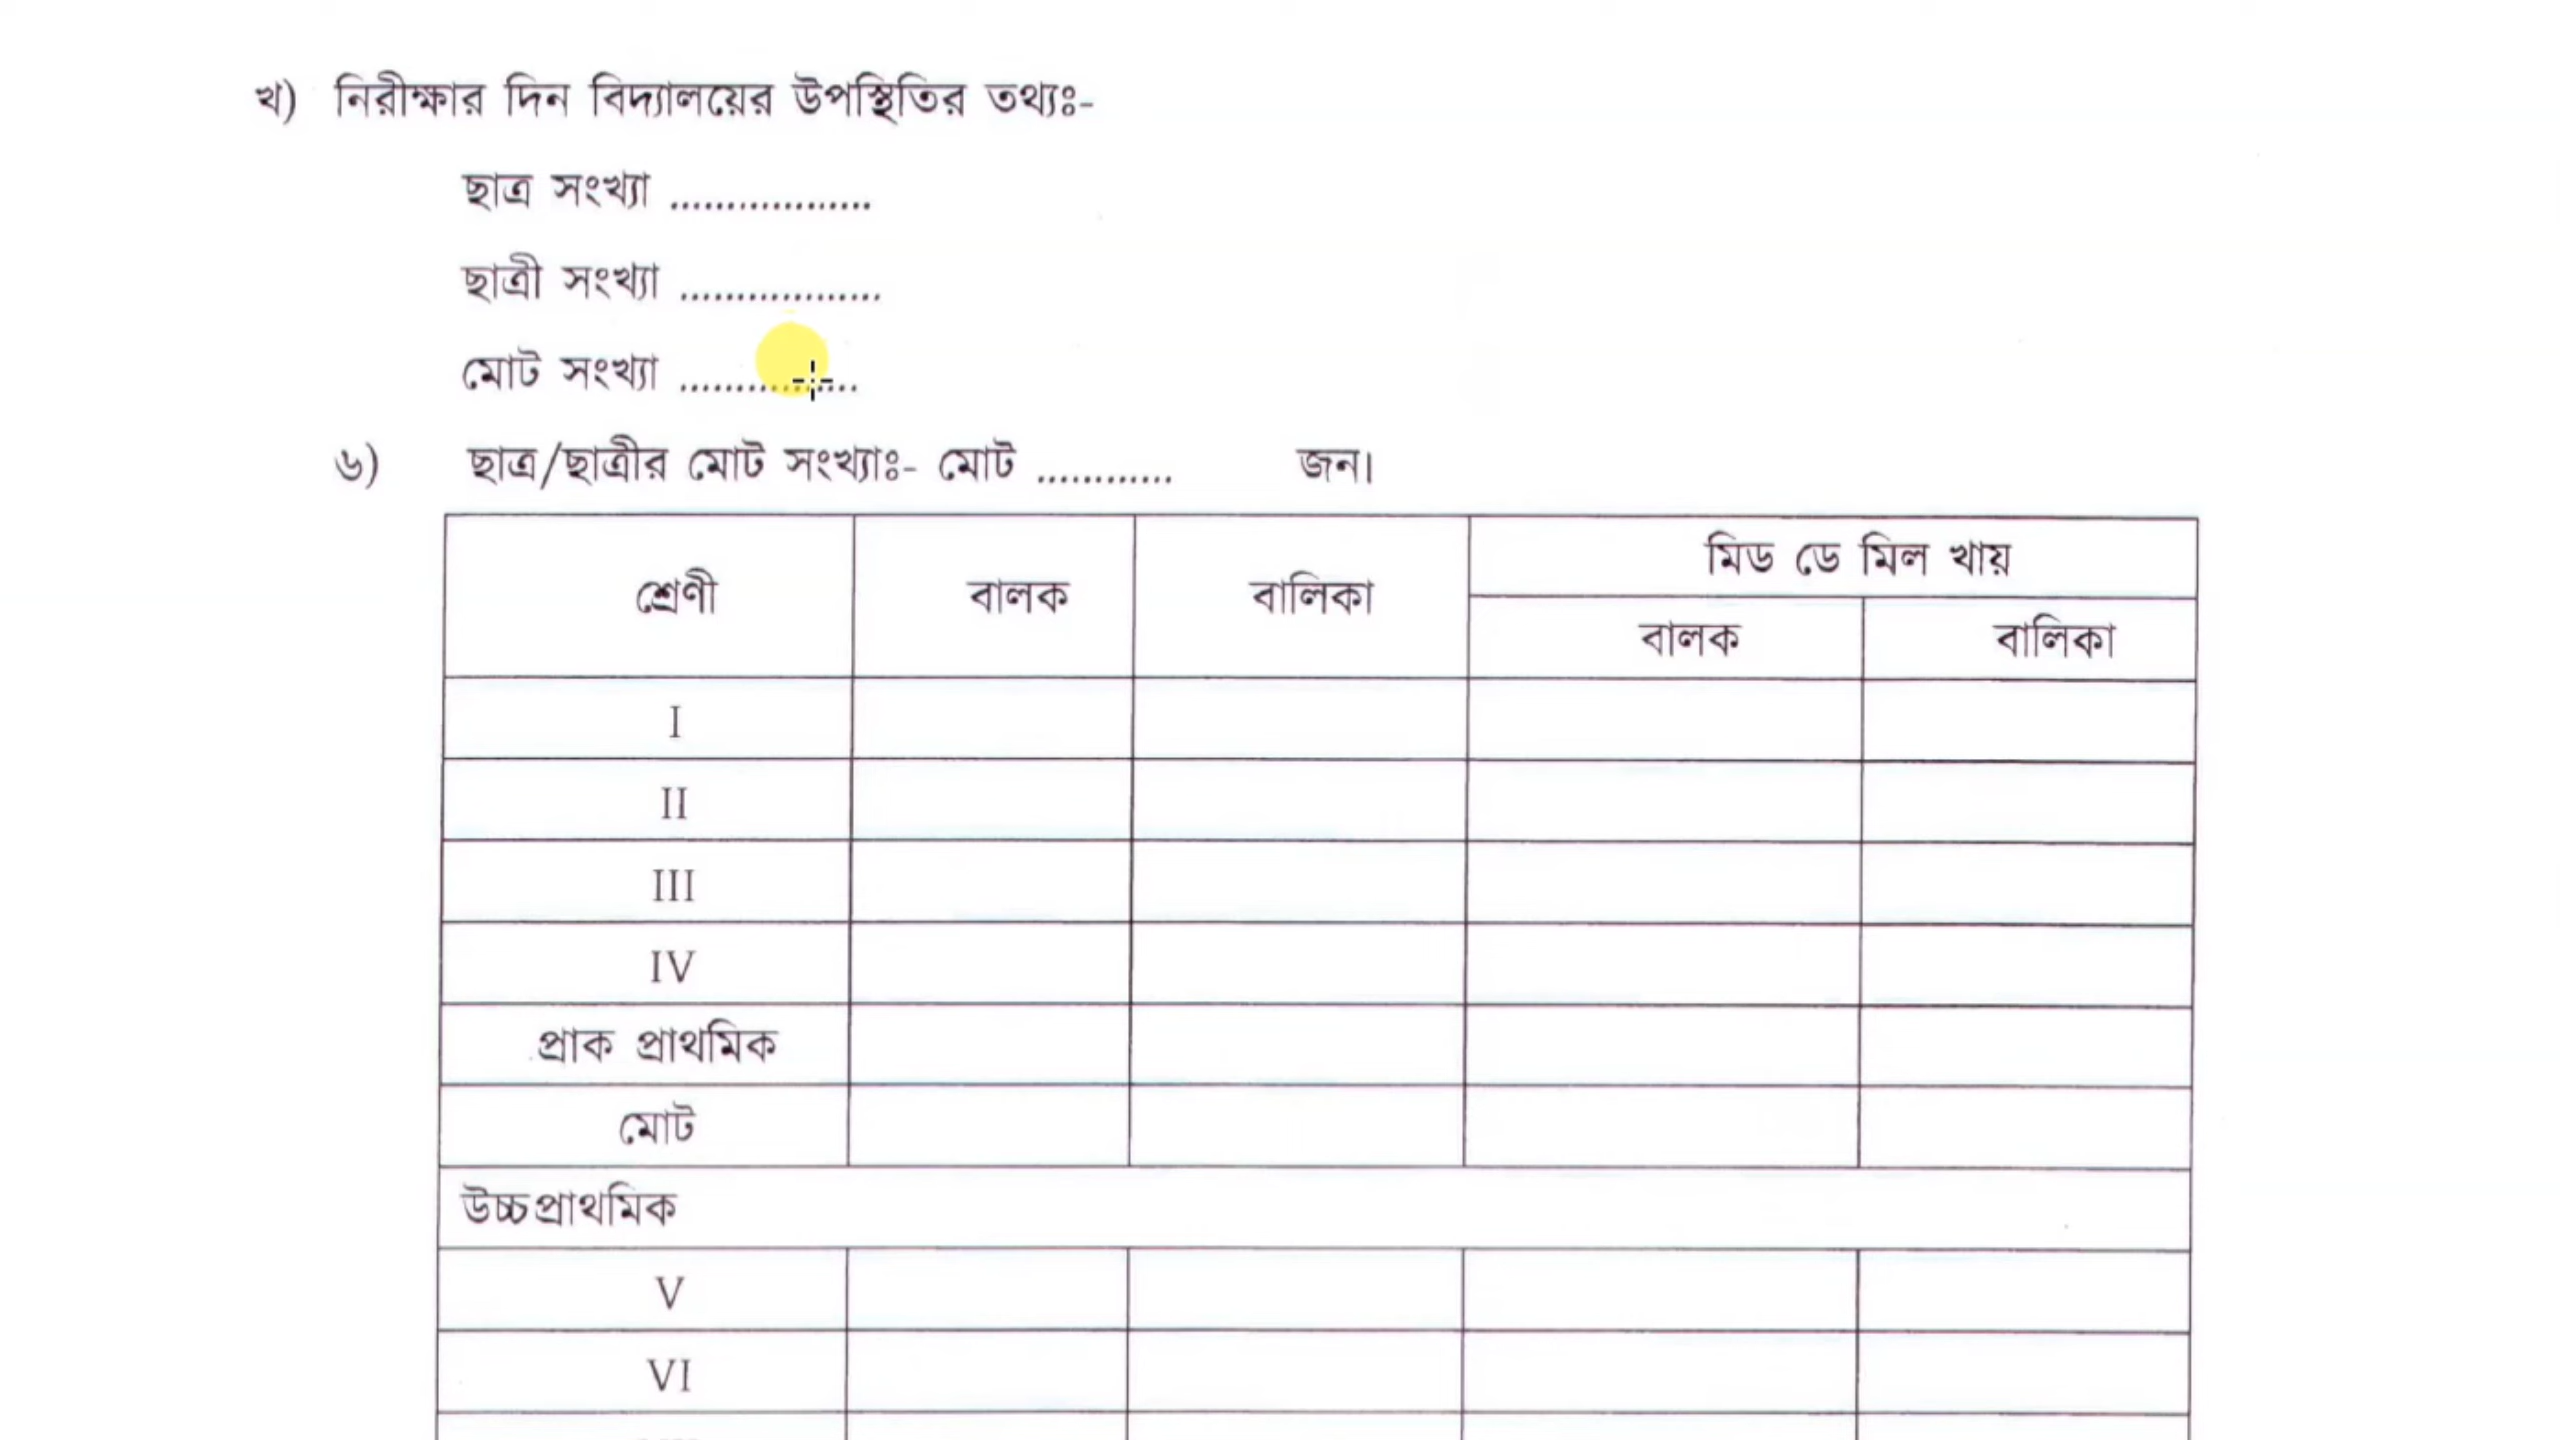 খ) নিরীক্ষার দিন বিদ্যালয়ের উপস্থিতির তথ্যঃ-
ছাত্র সংখ্যা ..................
ছাত্রী সংখ্যা ..................
মোট সংখ্যা ................
৬) ছাত্র/ছাত্রীর মোট সংখ্যাঃ- মোট ............ জন।
শ্রেণী বালক বালিকা মিড ডে মিল খায়
বালক বালিকা
I
II
III
IV
প্রাক প্রাথমিক
মোট
উচ্চপ্রাথমিক
V
VI